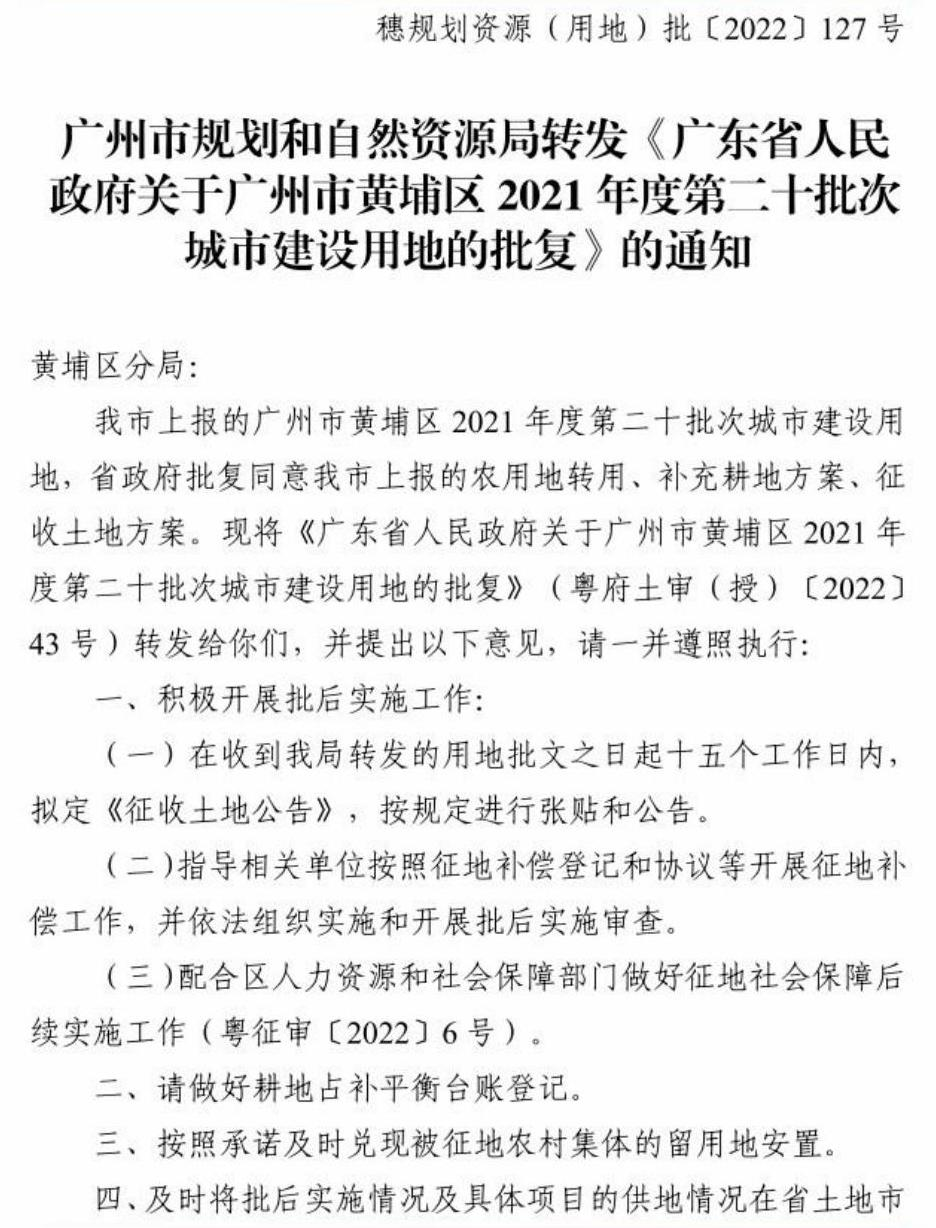 穗规划资源（用地）批〔2022〕127号
广州市规划和自然资源局转发《广东省人民
政府关于广州市黄埔区 2021 年度第二十批次
城市建设用地的批复》的通知
黄埔区分局：
我市上报的广州市黄埔区 2021 年度第二十批次城市建设用
地，省政府批复同意我市上报的农用地转用、补充耕地方案、征
收土地方案。现将《广东省人民政府关于广州市黄埔区 2021 年
度第二十批次城市建设用地的批复》（粤府土审（授）〔2022〕
43 号）转发给你们，并提出以下意见，请一并遵照执行：
一、积极开展批后实施工作：
（一）在收到我局转发的用地批文之日起十五个工作日内，
拟定《征收土地公告》，按规定进行张贴和公告。
（二）指导相关单位按照征地补偿登记和协议等开展征地补
偿工作，并依法组织实施和开展批后实施审查。
（三）配合区人力资源和社会保障部门做好征地社会保障后
续实施工作（粤征审〔2022〕6 号）。
二、请做好耕地占补平衡台账登记。
三、按照承诺及时兑现被征地农村集体的留用地安置。
四、及时将批后实施情况及具体项目的供地情况在省土地市